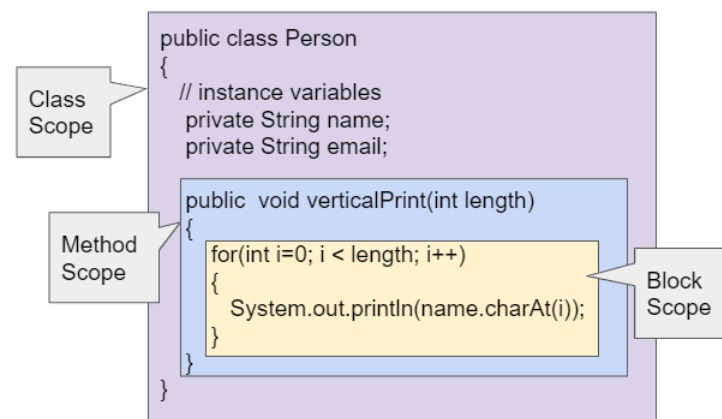 public class Person
{
// instance variables
private String name;
private String email;
Class
Scope
public  void verticalPrint(int length)
{
Method
Scope
for(int i=0; i < length; i++)
{
System.out.println(name.charAt(i));
}
Block
Scope
}
}